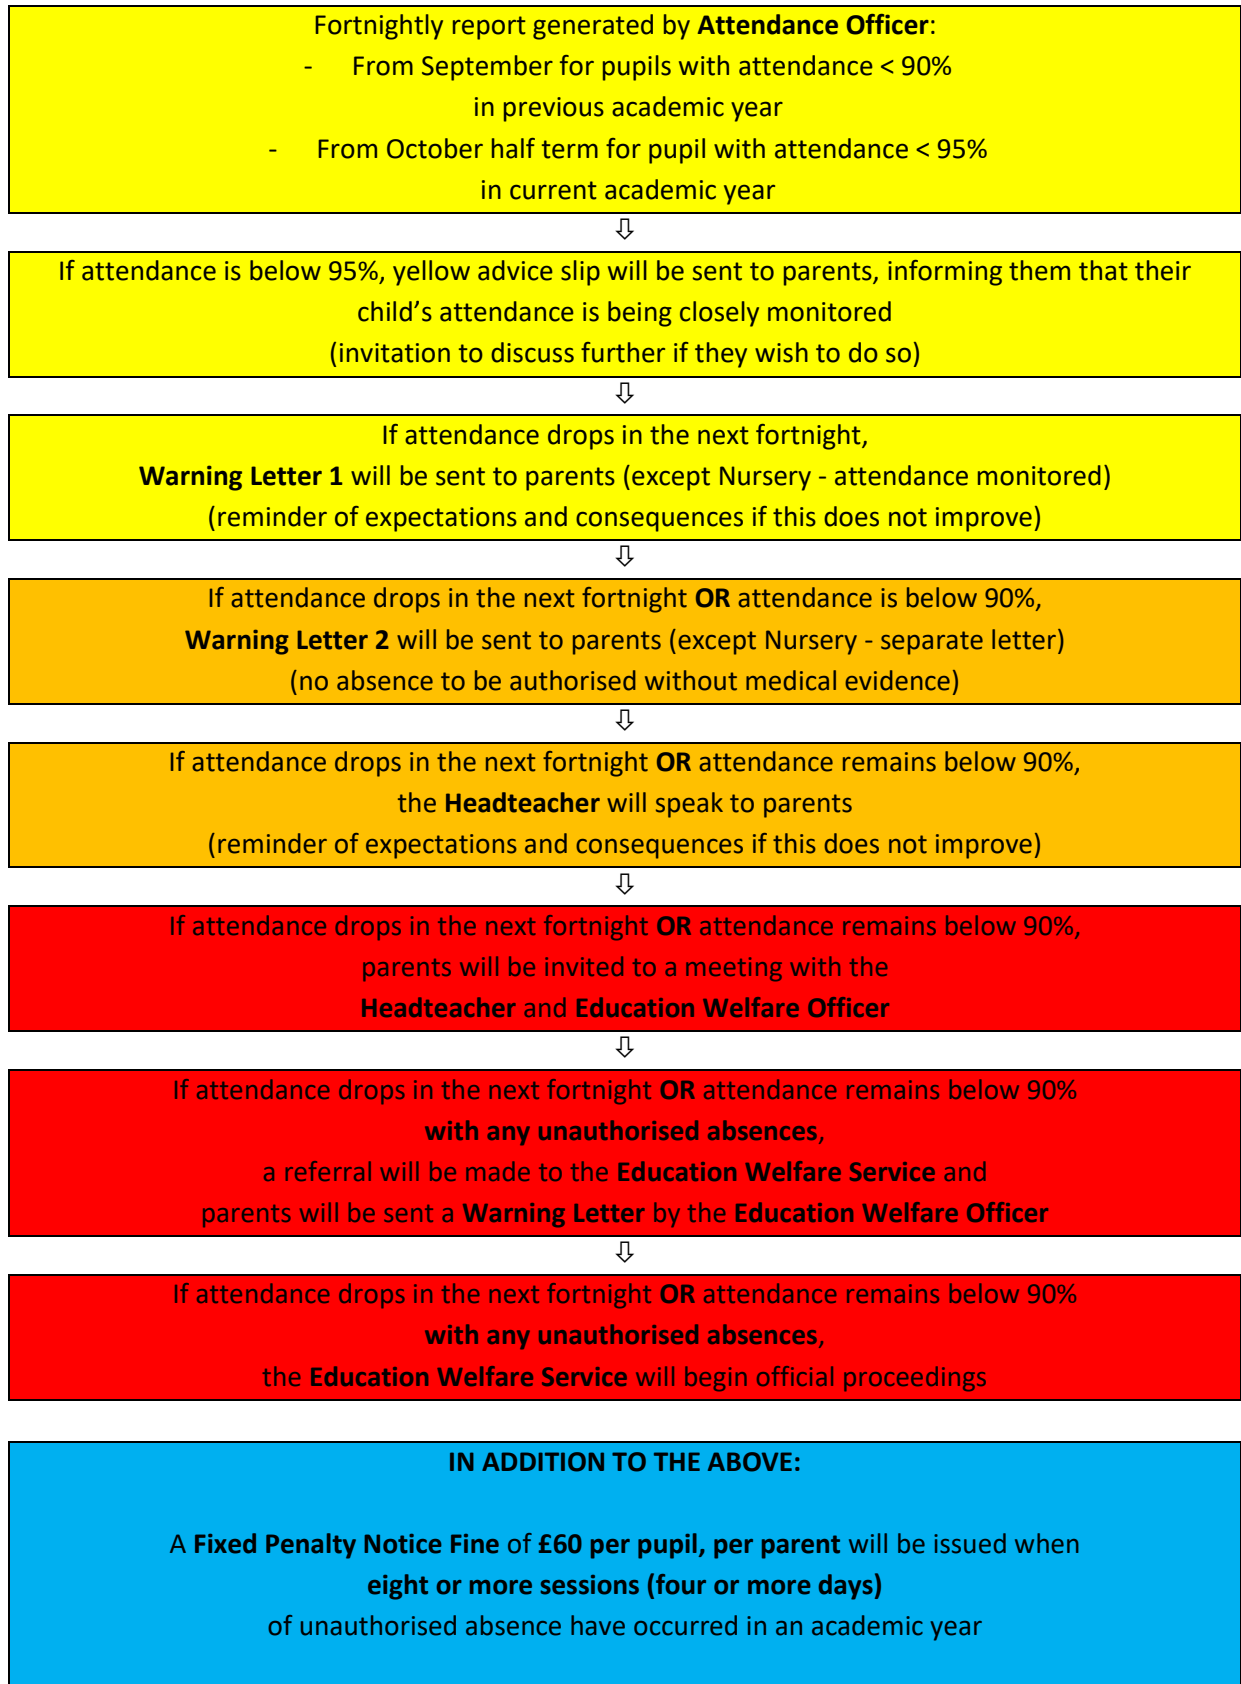 Fortnightly report generated by Attendance Officer:
- From September for pupils with attendance < 90%
in previous academic year
- From October half term for pupil with attendance < 95%
in current academic year
⇩
If attendance is below 95%, yellow advice slip will be sent to parents, informing them that their
child’s attendance is being closely monitored
(invitation to discuss further if they wish to do so)
⇩
If attendance drops in the next fortnight,
Warning Letter 1 will be sent to parents (except Nursery - attendance monitored)
(reminder of expectations and consequences if this does not improve)
⇩
If attendance drops in the next fortnight OR attendance is below 90%,
Warning Letter 2 will be sent to parents (except Nursery - separate letter)
(no absence to be authorised without medical evidence)
⇩
If attendance drops in the next fortnight OR attendance remains below 90%,
the Headteacher will speak to parents
(reminder of expectations and consequences if this does not improve)
⇩
If attendance drops in the next fortnight OR attendance remains below 90%,
parents will be invited to a meeting with the
Headteacher and Education Welfare Officer
⇩
If attendance drops in the next fortnight OR attendance remains below 90%
with any unauthorised absences,
a referral will be made to the Education Welfare Service and
parents will be sent a Warning Letter by the Education Welfare Officer
⇩
If attendance drops in the next fortnight OR attendance remains below 90%
with any unauthorised absences,
the Education Welfare Service will begin official proceedings
IN ADDITION TO THE ABOVE:
A Fixed Penalty Notice Fine of £60 per pupil, per parent will be issued when
eight or more sessions (four or more days)
of unauthorised absence have occurred in an academic year